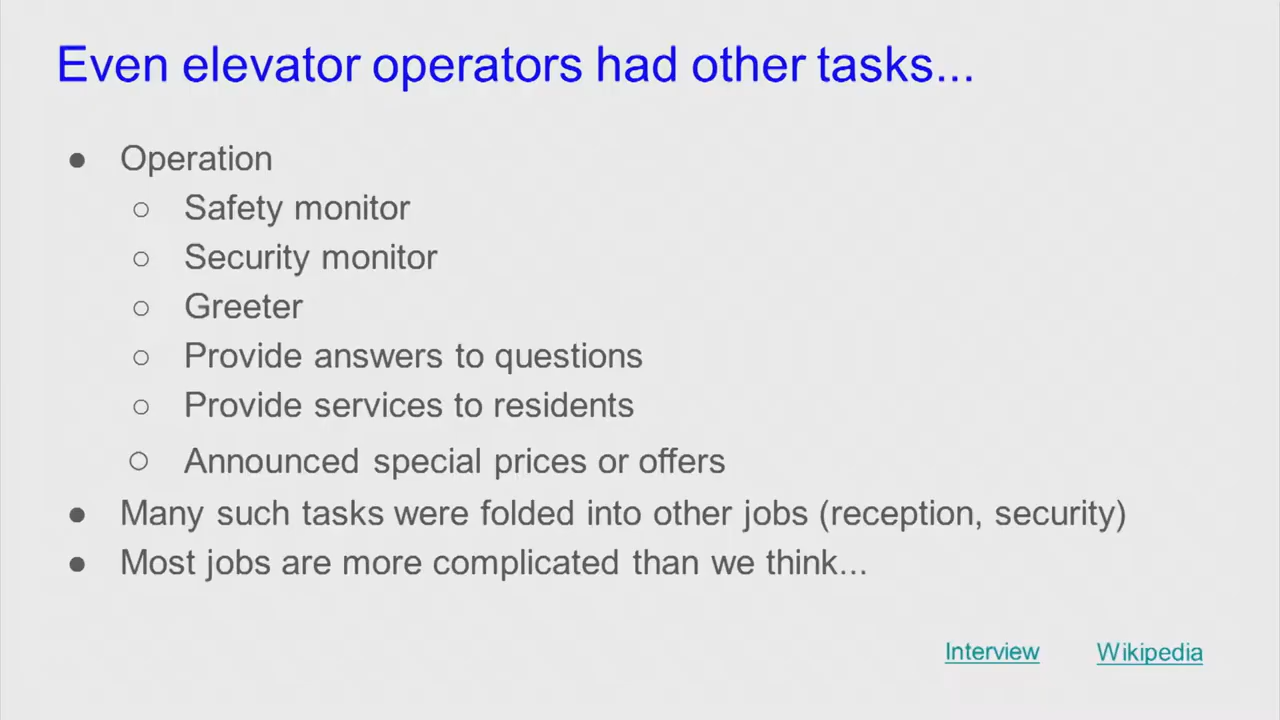 Even elevator operators had other tasks...
● Operation
○ Safety monitor
○ Security monitor
○ Greeter
○ Provide answers to questions
○ Provide services to residents
○ Announced special prices or offers
● Many such tasks were folded into other jobs (reception, security)
● Most jobs are more complicated than we think...
Interview Wikipedia